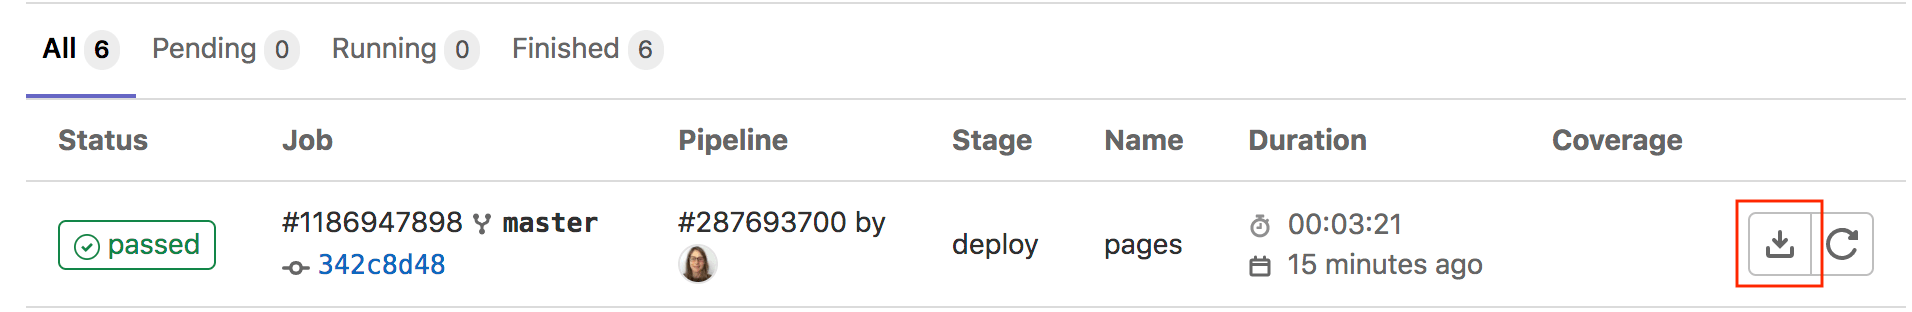 All 6 Pending 0 Running 0 Finished 6
Status Job Pipeline Stage Name Duration Coverage
passed
#1186947898 master
342c8d48
#287693700 by
deploy
pages
00:03:21
15 minutes ago